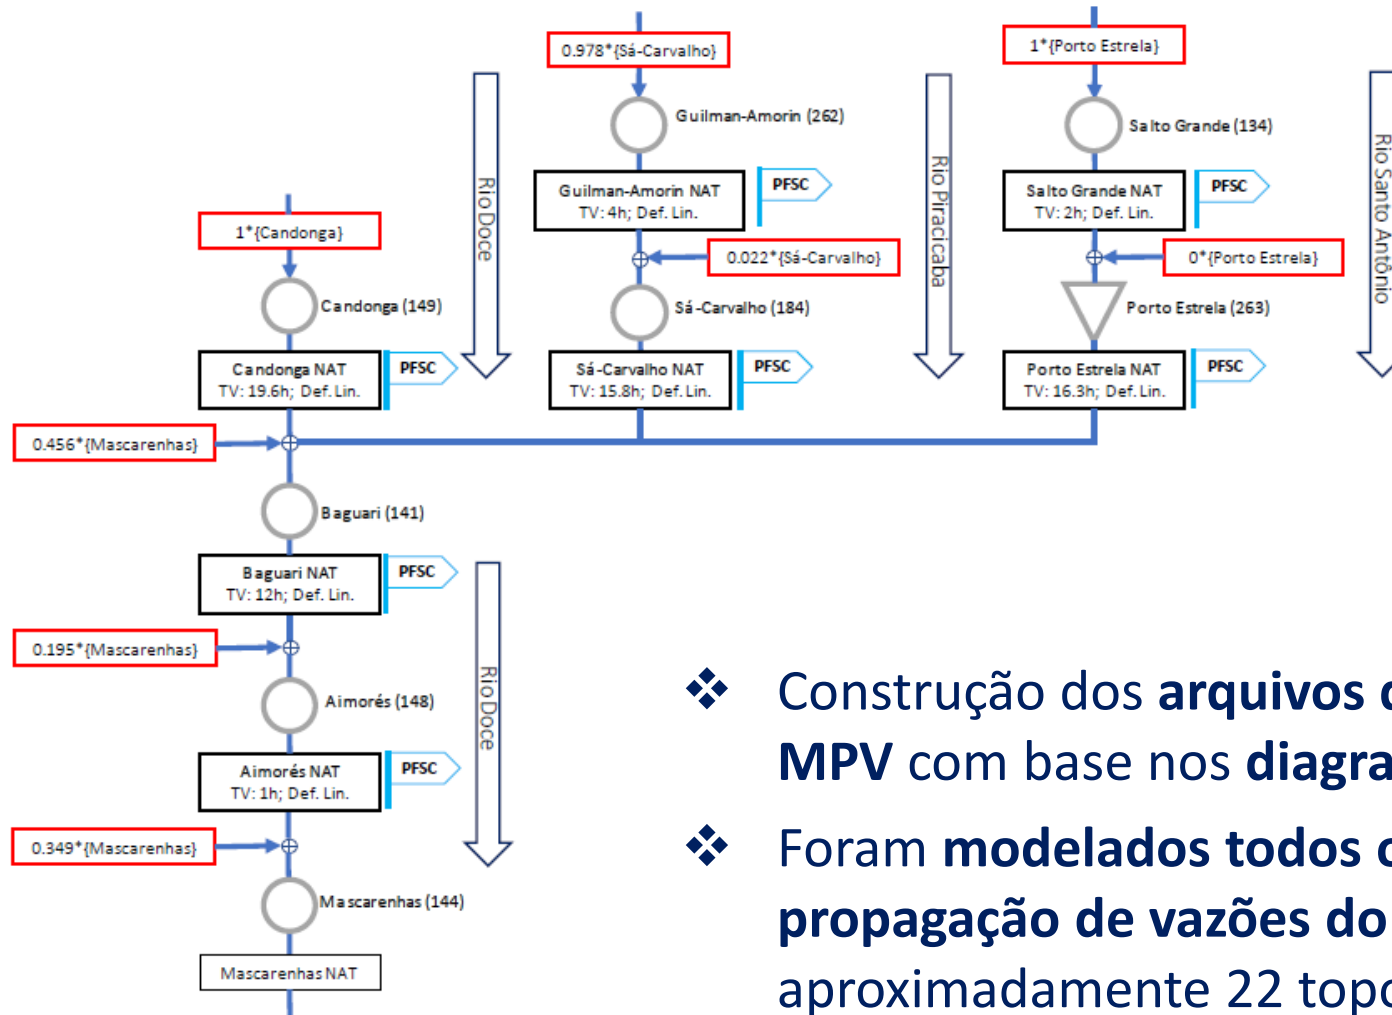 0.978*{Sá-Carvalho}
1*{Porto Estrela}
Guilman-Amorin (262)
Salto Grande (134)
Rio Doce
Rio Piracicaba
Rio Santo Antônio
Guilman-Amorin NAT
TV: 4h; Def. Lin.
PFSC
Salto Grande NAT
TV: 2h; Def. Lin.
PFSC
1*{Candonga}
0.022*{Sá-Carvalho}
0*{Porto Estrela}
Candonga (149)
Sá-Carvalho (184)
Porto Estrela (263)
Candonga NAT
TV: 19.6h; Def. Lin.
PFSC
Sá-Carvalho NAT
TV: 15.8h; Def. Lin.
PFSC
Porto Estrela NAT
TV: 16.3h; Def. Lin.
PFSC
0.456*{Mascarenhas}
Baguari (141)
Baguari NAT
TV: 12h; Def. Lin.
PFSC
0.195*{Mascarenhas}
Rio Doce
Aimorés (148)
Aimorés NAT
TV: 1h; Def. Lin.
PFSC
0.349*{Mascarenhas}
Mascarenhas (144)
Mascarenhas NAT
❖ Construção dos arquivos
MPV com base nos diagra
❖ Foram modelados todos
propagação de vazões do
aproximadamente 22 topo